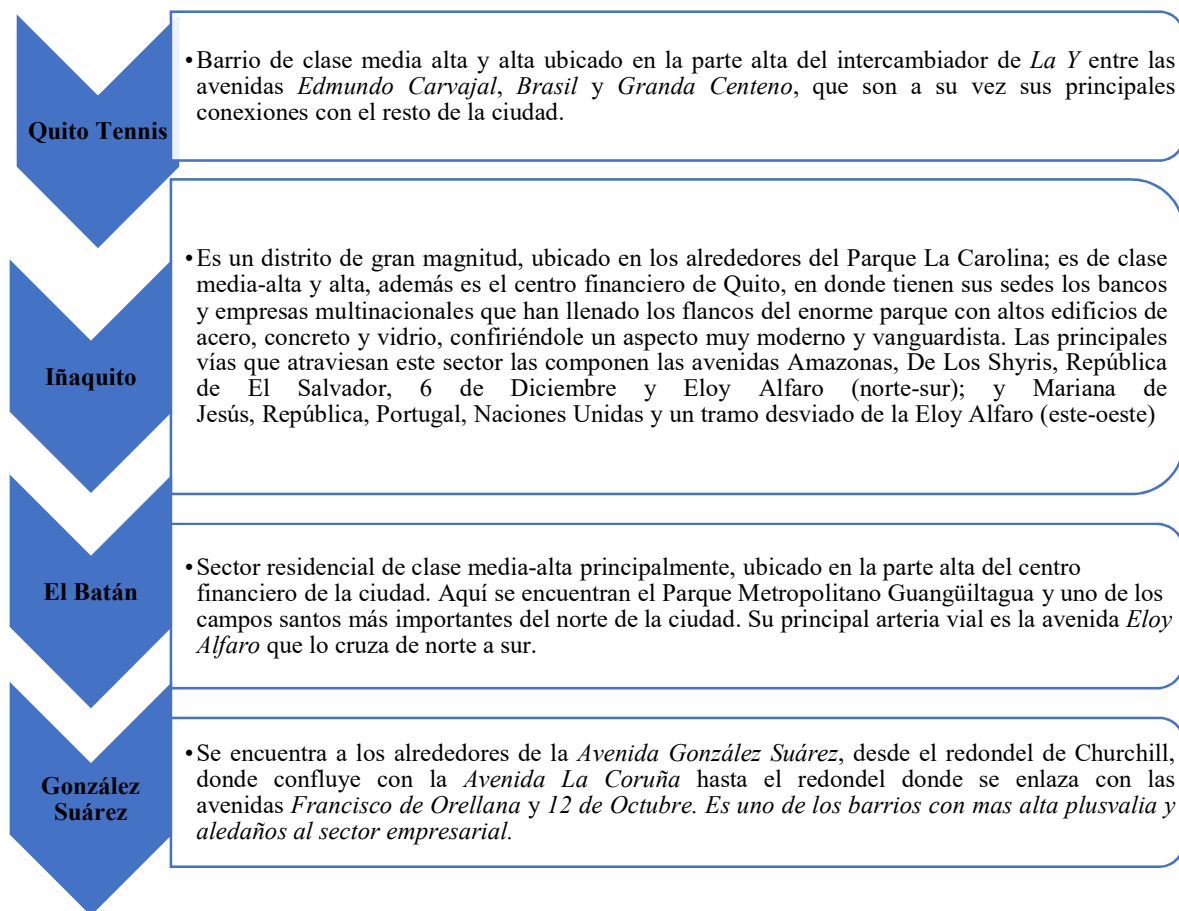 Quito Tennis
•Barrio de clase media alta y alta ubicado en la parte alta del intercambiador de La Y entre las
avenidas Edmundo Carvajal, Brasil y Granda Centeno, que son a su vez sus principales
conexiones con el resto de la ciudad.
Iñaquito
•Es un distrito de gran magnitud, ubicado en los alrededores del Parque La Carolina; es de clase
media-alta y alta, además es el centro financiero de Quito, en donde tienen sus sedes los bancos
y empresas multinacionales que han llenado los flancos del enorme parque con altos edificios de
acero, concreto y vidrio, confiriéndole un aspecto muy moderno y vanguardista. Las principales
vías que atraviesan este sector las componen las avenidas Amazonas, De Los Shyris, República
de El Salvador, 6 de Diciembre y Eloy Alfaro (norte-sur); y Mariana de
Jesús, República, Portugal, Naciones Unidas y un tramo desviado de la Eloy Alfaro (este-oeste)
El Batán
•Sector residencial de clase media-alta principalmente, ubicado en la parte alta del centro
financiero de la ciudad. Aquí se encuentran el Parque Metropolitano Guangüiltagua y uno de los
campos santos más importantes del norte de la ciudad. Su principal arteria vial es la avenida Eloy
Alfaro que lo cruza de norte a sur.
González
Suárez
•Se encuentra a los alrededores de la Avenida González Suárez, desde el redondel de Churchill,
donde confluye con la Avenida La Coruña hasta el redondel donde se enlaza con las
avenidas Francisco de Orellana y 12 de Octubre. Es uno de los barrios con mas alta plusvalia y
aledaños al sector empresarial.